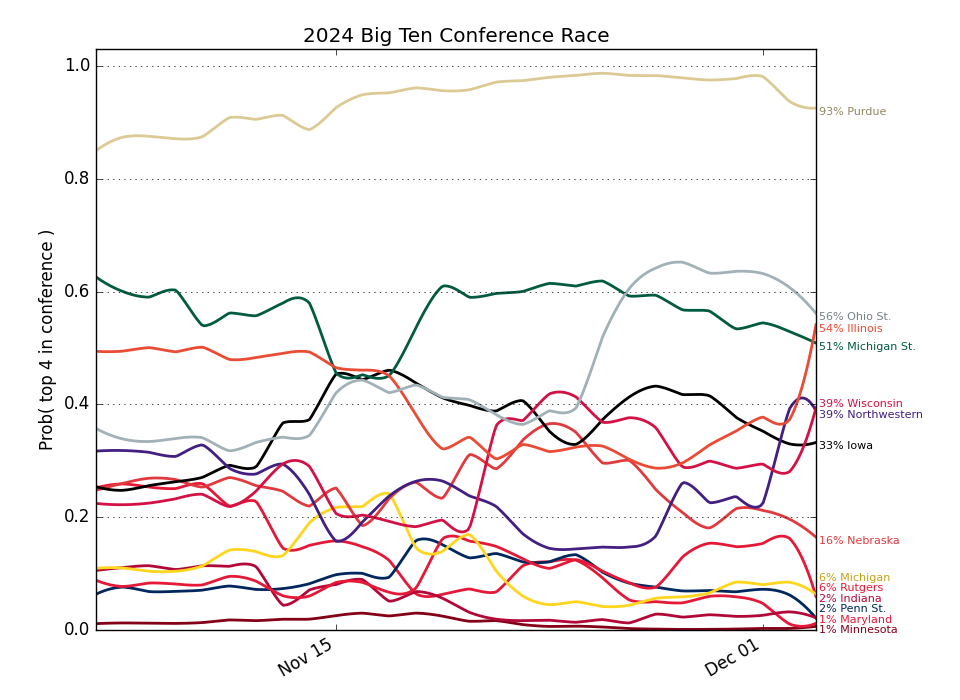 2024 Big Ten Conference Race
Prob( top 4 in conference )
1.0
0.8
0.6
0.4
0.2
0.0
Nov 15
Dec 01
93% Purdue
56% Ohio St.
54% Illinois
51% Michigan St.
39% Wisconsin
39% Northwestern
33% Iowa
16% Nebraska
6% Michigan
6% Rutgers
2% Indiana
2% Penn St.
1% Maryland
1% Minnesota